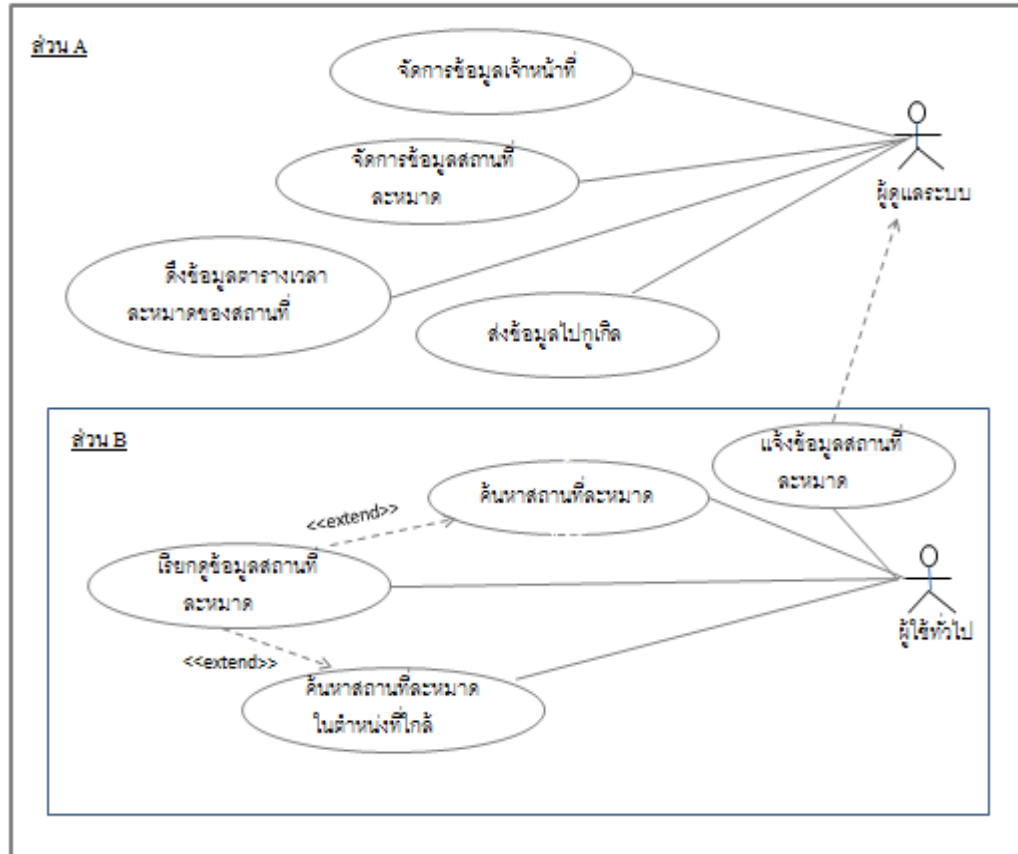 ส่วน A
จัดการข้อมูลเจ้าหน้าที่
จัดการข้อมูลสถานที่
ละหมาด
ผู้ดูแลระบบ
ดึงข้อมูลตารางเวลา
ละหมาดของสถานที่
ส่งข้อมูลไปกูเกิล
ส่วน B
แจ้งข้อมูลสถานที่
ละหมาด
ค้นหาสถานที่ละหมาด
<<extend>>
เรียกดูข้อมูลสถานที่
ละหมาด
ผู้ใช้ทั่วไป
<<extend>>
ค้นหาสถานที่ละหมาด
ในตำหน่งที่ใกล้